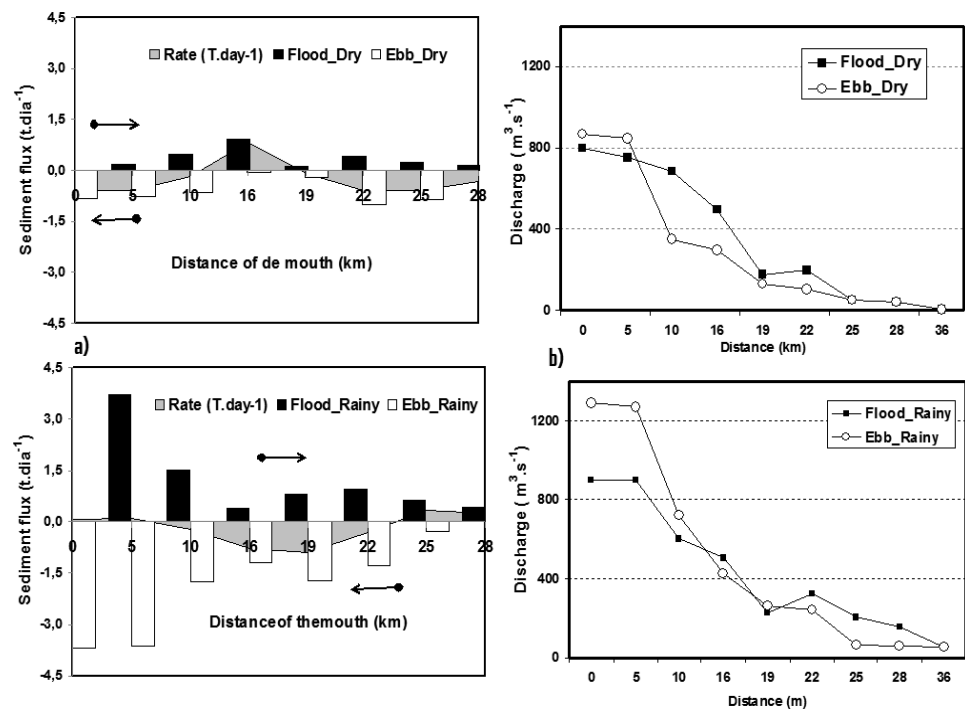 4,5
3,0
1,5
0,0
-1,5
-3,0
-4,5
Sediment flux (t.dia⁻¹)
Rate (T.day-1) Flood_Dry Ebb_Dry
0 5 10 16 19 22 25 28
Distance of de mouth (km)
a)
1200
800
400
0
Discharge ( m³.s⁻¹)
Flood_Dry
Ebb_Dry
0 5 10 16 19 22 25 28 36
Distance (km)
b)
4,5
3,0
1,5
0,0
-1,5
-3,0
-4,5
Sediment flux (t.dia⁻¹)
Rate (T.day-1) Flood_Rainy Ebb_Rainy
0 5 10 16 19 22 25 28
Distanceof themouth (km)
1200
800
400
0
Discharge ( m³.s⁻¹)
Flood_Rainy
Ebb_Rainy
0 5 10 16 19 22 25 28 36
Distance (m)